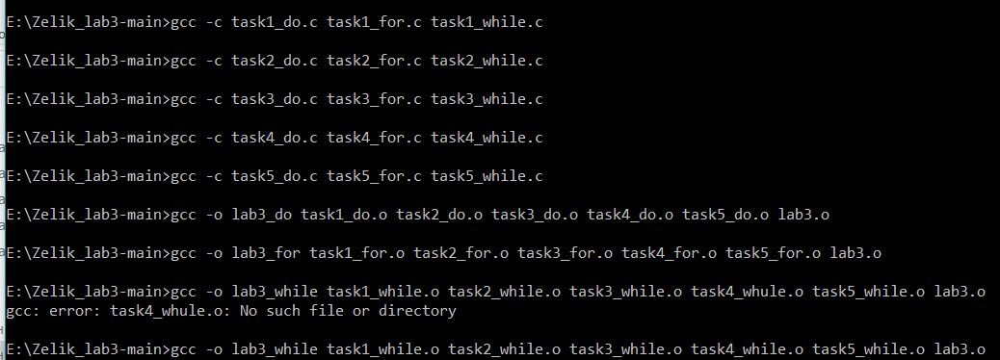 E:\Zelik_lab3-main>gcc -c task1_do.c task1_for.c task1_while.c
E:\Zelik_lab3-main>gcc -c task2_do.c task2_for.c task2_while.c
E:\Zelik_lab3-main>gcc -c task3_do.c task3_for.c task3_while.c
E:\Zelik_lab3-main>gcc -c task4_do.c task4_for.c task4_while.c
E:\Zelik_lab3-main>gcc -c task5_do.c task5_for.c task5_while.c
E:\Zelik_lab3-main>gcc -o lab3_do task1_do.o task2_do.o task3_do.o task4_do.o task5_do.o lab3.o
E:\Zelik_lab3-main>gcc -o lab3_for task1_for.o task2_for.o task3_for.o task4_for.o task5_for.o lab3.o
E:\Zelik_lab3-main>gcc -o lab3_while task1_while.o task2_while.o task3_while.o task4_whule.o task5_while.o lab3.o
gcc: error: task4_whule.o: No such file or directory
E:\Zelik_lab3-main>gcc -o lab3_while task1_while.o task2_while.o task3_while.o task4_while.o task5_while.o lab3.o